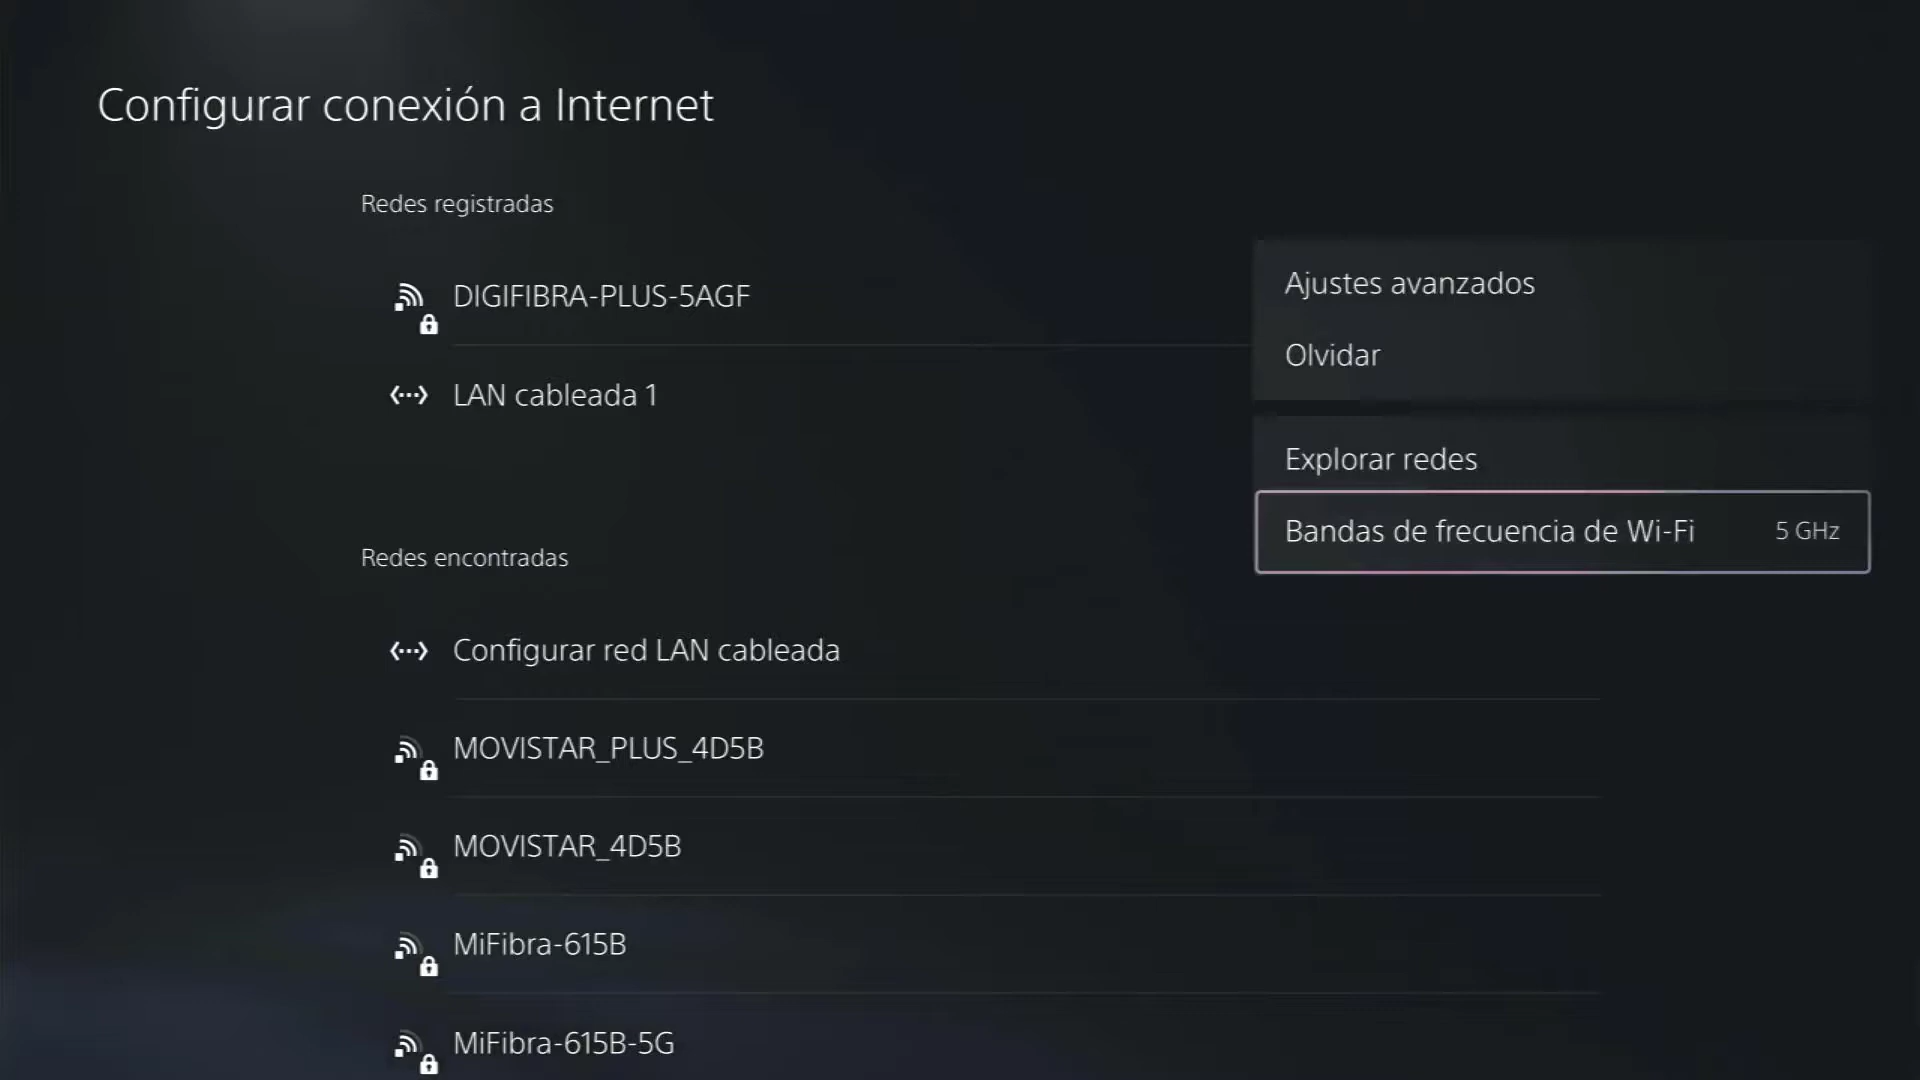 Configurar conexión a Internet
Redes registradas
DIGIFIBRA-PLUS-5AGF
LAN cableada 1
Ajustes avanzados
Olvidar
Explorar redes
Bandas de frecuencia de Wi-Fi 5 GHz
Redes encontradas
Configurar red LAN cableada
MOVISTAR_PLUS_4D5B
MOVISTAR_4D5B
MiFibra-615B
MiFibra-615B-5G